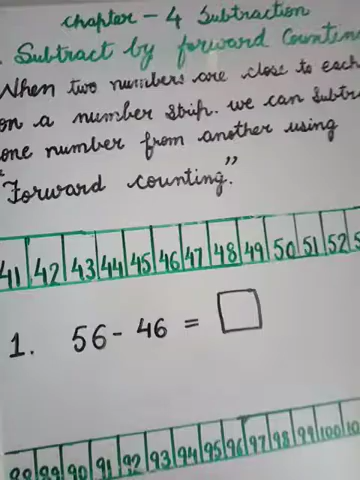 Chapter - 4 Subtraction
Subtract by forward
When two numbers are close to each
on a number strip. we can
one number from another using
"Forward counting."
41 42 43 44 45 46 47 48 49 50 51 52
1. 56 - 46 =
89 90 91 92 93 94 95 96 97 98 99 100